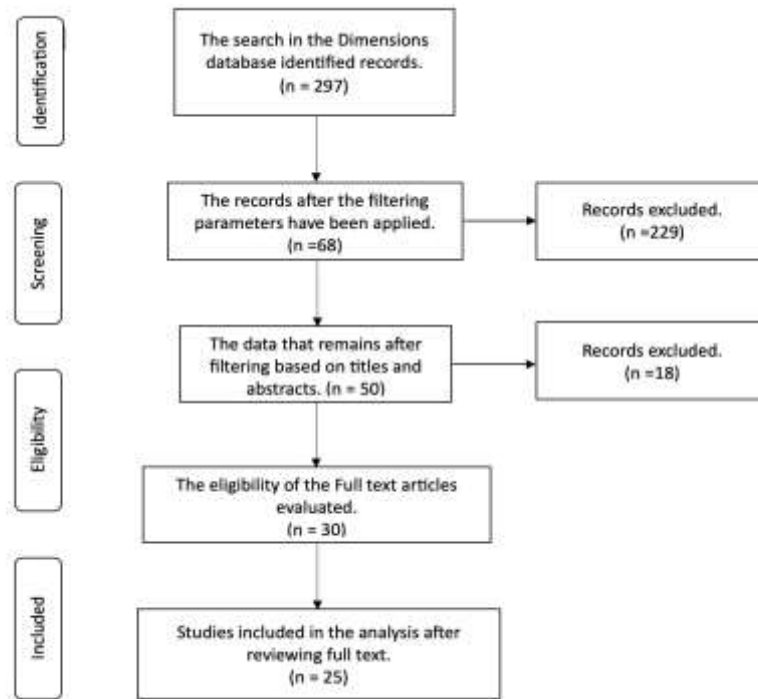 Identification
The search in the Dimensions
database identified records.
(n = 297)
Screening
The records after the filtering
parameters have been applied.
(n =68)
Records excluded.
(n =229)
The data that remains after
filtering based on titles and
abstracts. (n = 50)
Records excluded.
(n =18)
Eligibility
The eligibility of the Full text articles
evaluated.
(n = 30)
Included
Studies included in the analysis after
reviewing full text.
(n = 25)